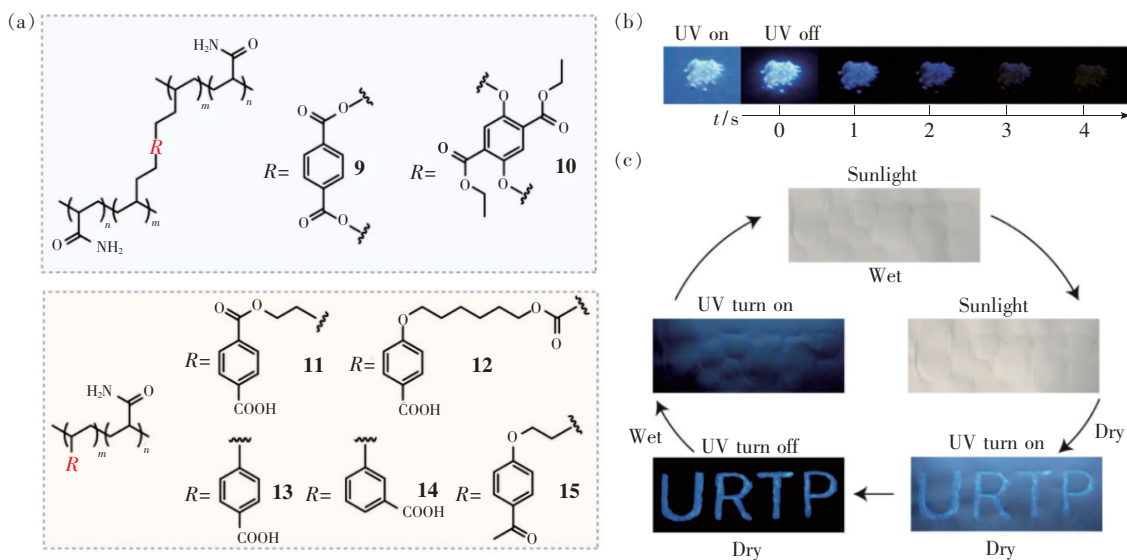 (a)
H₂N
O
m
n
R
n
m
O
NH₂
R=
O
O
O
O
9
R=
O
O
O
O
O
O
10
R=
O
O
COOH
11
R=
O
O
O
COOH
12
H₂N
O
m
n
R
R=
COOH
13
R=
COOH
14
R=
O
O
15
(b)
UV on
UV off
t/s
0
1
2
3
4
(c)
Sunlight
Wet
UV turn on
Sunlight
Dry
Wet
UV turn off
UV turn on
URTP
URTP
Dry
Dry